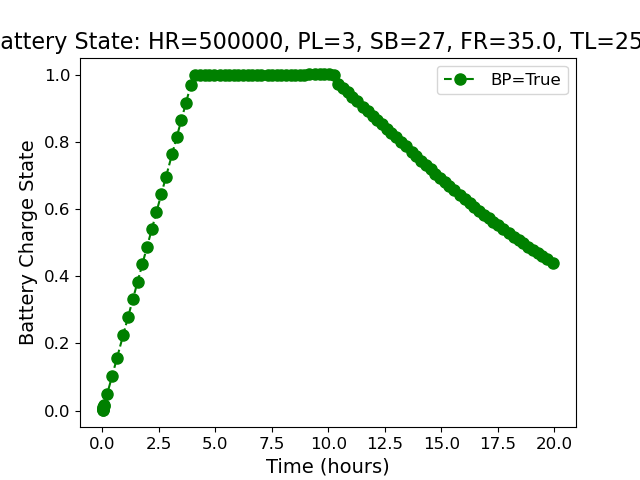 attery State: HR=500000, PL=3, SB=27, FR=35.0, TL=25
BP=True
Battery Charge State
1.0
0.8
0.6
0.4
0.2
0.0
0.0 2.5 5.0 7.5 10.0 12.5 15.0 17.5 20.0
Time (hours)